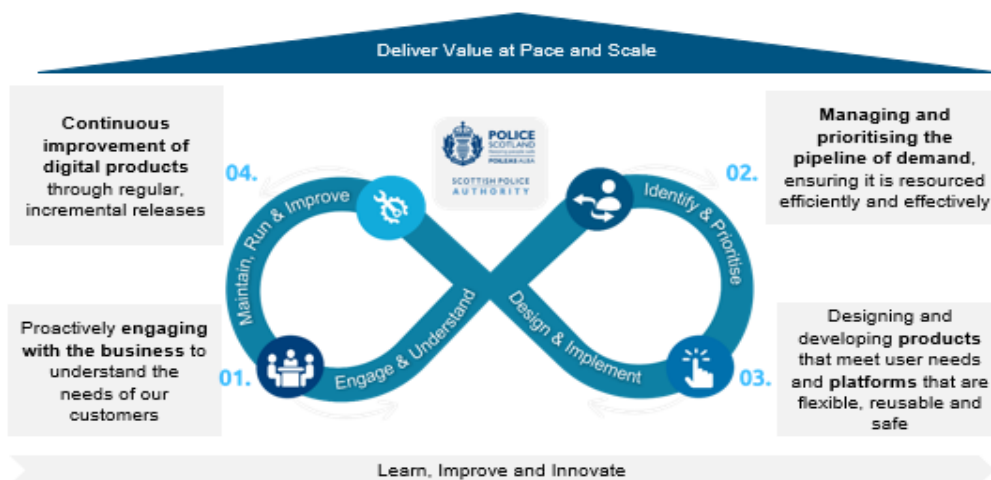 Deliver Value at Pace and Scale
Continuous
improvement of
digital products
through regular,
incremental releases
04.
Maintain, Run & Improve
POLICE
SCOTLAND
Keeping people safe
POILEAS ALBA
SCOTTISH POLICE
AUTHORITY
02.
Identify & Prioritise
Managing and
prioritising the
pipeline of demand,
ensuring it is resourced
efficiently and effectively
Proactively engaging
with the business to
understand the
needs of our
customers
01.
Engage & Understand
Design & Implement
03.
Designing and
developing products
that meet user needs
and platforms that are
flexible, reusable and
safe
Learn, Improve and Innovate